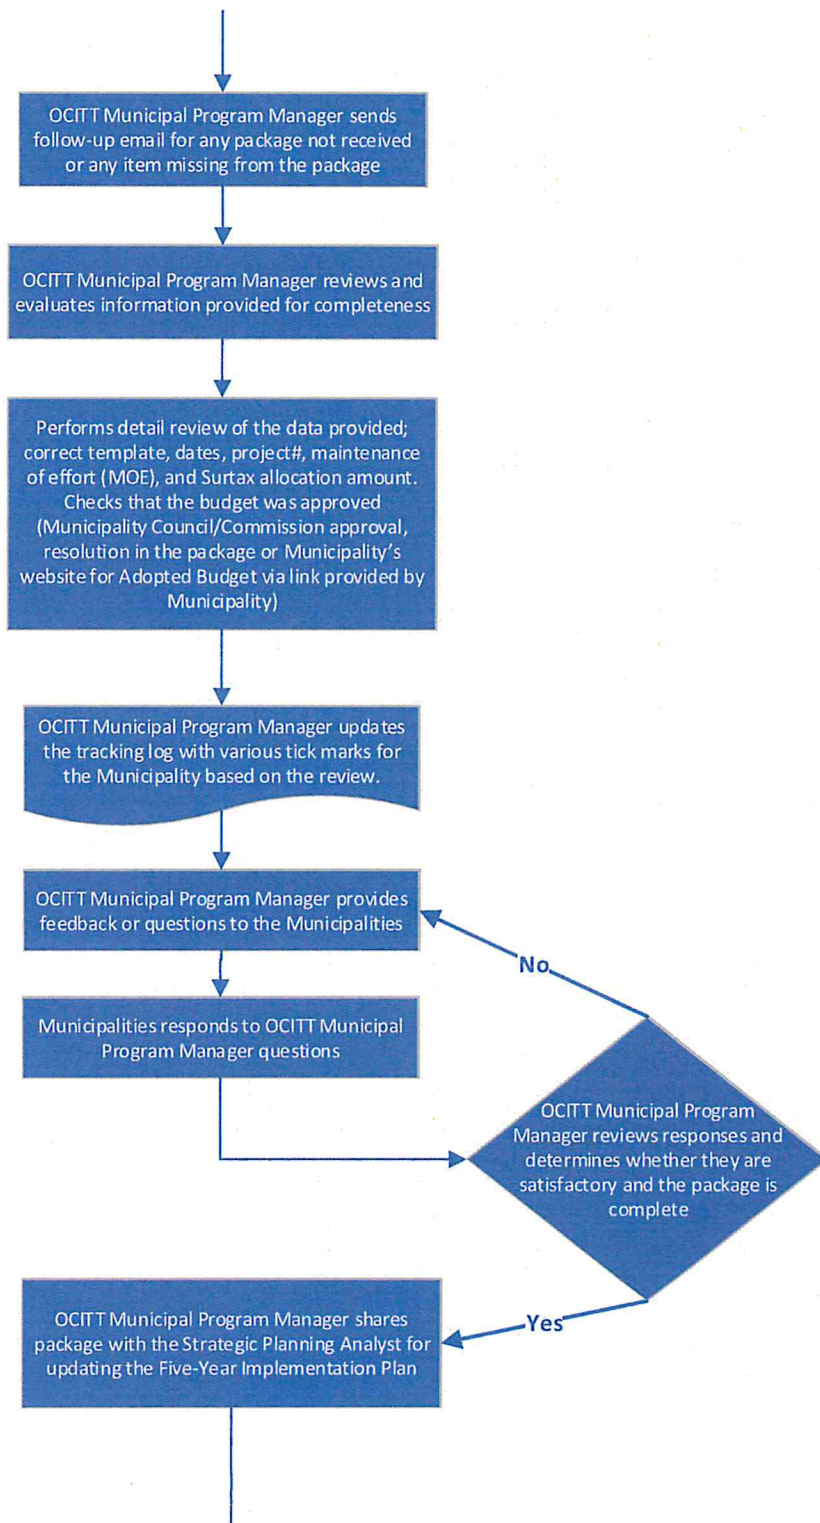 OCITT Municipal Program Manager sends
follow-up email for any package not received
or any item missing from the package
OCITT Municipal Program Manager reviews and
evaluates information provided for completeness
Performs detail review of the data provided;
correct template, dates, project#, maintenance
of effort (MOE), and Surtax allocation amount.
Checks that the budget was approved
(Municipality Council/Commission approval,
resolution in the package or Municipality's
website for Adopted Budget via link provided by
Municipality)
OCITT Municipal Program Manager updates
the tracking log with various tick marks for
the Municipality based on the review.
OCITT Municipal Program Manager provides
feedback or questions to the Municipalities
No
Municipalities responds to OCITT Municipal
Program Manager questions
OCITT Municipal Program
Manager reviews responses and
determines whether they are
satisfactory and the package is
complete
Yes
OCITT Municipal Program Manager shares
package with the Strategic Planning Analyst for
updating the Five-Year Implementation Plan